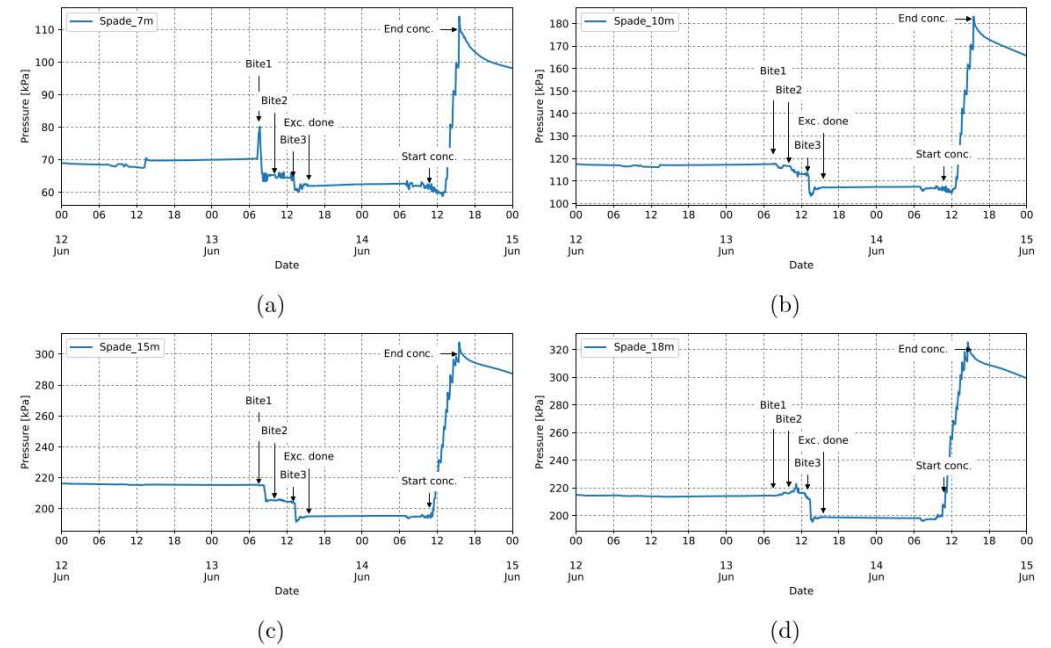 Spade_7m
End conc.
Bite1
Bite2
Exc. done
Bite3
Start conc.
Pressure [kPa]
110
100
90
80
70
60
00 06 12 18 00 06 12 18 00 06 12 18 00
12 13 14 15
Jun Jun Jun Jun
Date
(a)
Spade_10m
End conc.
Bite1
Bite2
Exc. done
Bite3
Start conc.
Pressure [kPa]
180
170
160
150
140
130
120
110
100
00 06 12 18 00 06 12 18 00 06 12 18 00
12 13 14 15
Jun Jun Jun Jun
Date
(b)
Spade_15m
End conc.
Bite1
Bite2
Exc. done
Bite3
Start conc.
Pressure [kPa]
300
280
260
240
220
200
00 06 12 18 00 06 12 18 00 06 12 18 00
12 13 14 15
Jun Jun Jun Jun
Date
(c)
Spade_18m
End conc.
Bite1
Bite2
Exc. done
Bite3
Start conc.
Pressure [kPa]
320
300
280
260
240
220
200
00 06 12 18 00 06 12 18 00 06 12 18 00
12 13 14 15
Jun Jun Jun Jun
Date
(d)